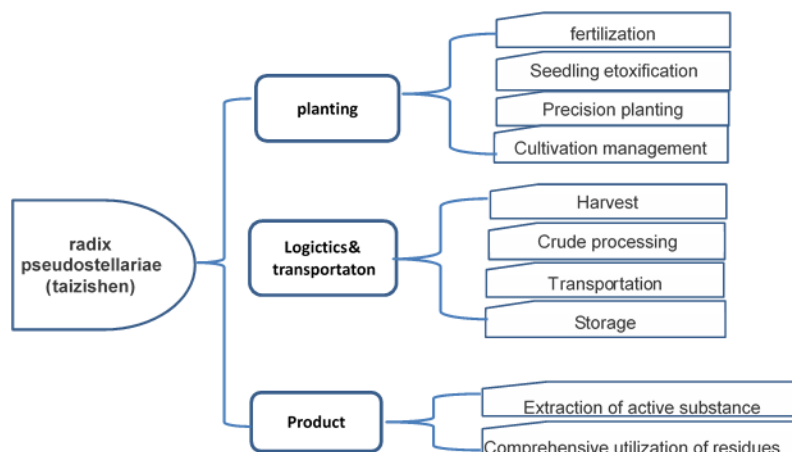 radix
pseudostellariae
(taizishen)
planting
fertilization
Seedling etoxification
Precision planting
Cultivation management
Logictics&
transportaton
Harvest
Crude processing
Transportation
Storage
Product
Extraction of active substance
Comprehensive utilization of residues